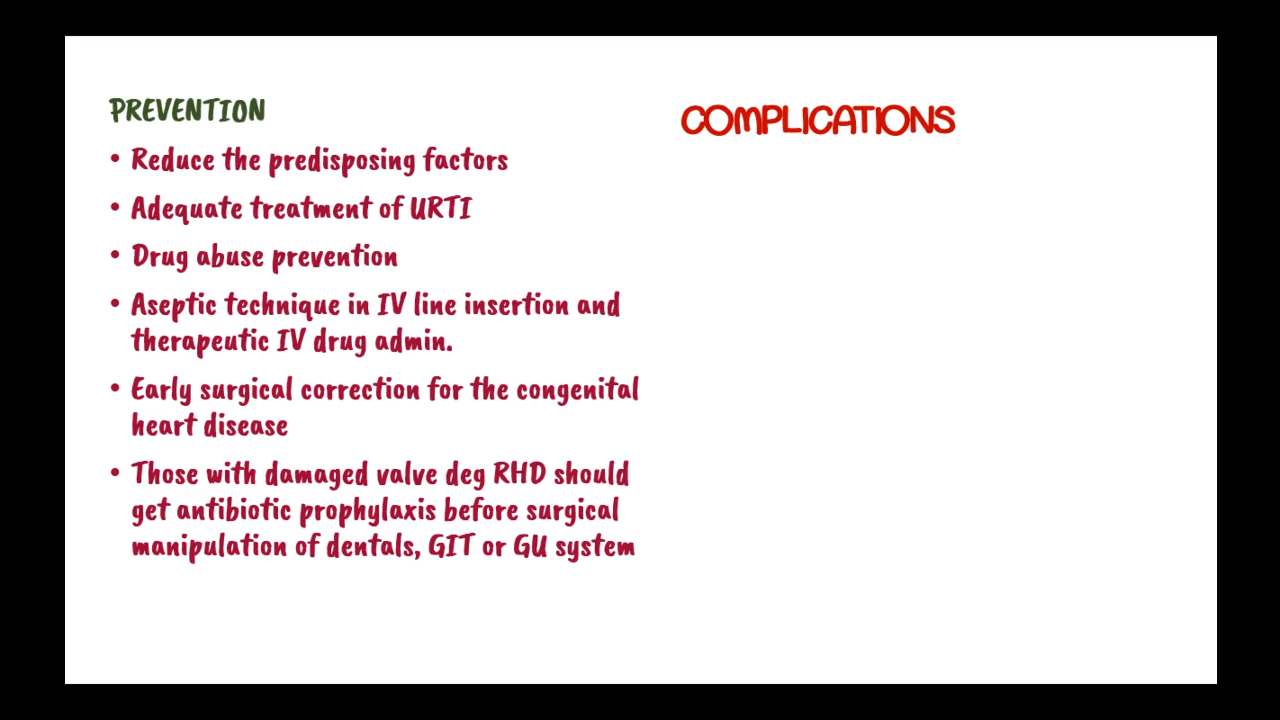 PREVENTION
• Reduce the predisposing factors
• Adequate treatment of URTI
• Drug abuse prevention
• Aseptic technique in IV line insertion and
therapeutic IV drug admin.
• Early surgical correction for the congenital
heart disease
• Those with damaged valve deg RHD should
get antibiotic prophylaxis before surgical
manipulation of dentals, GIT or GU system
COMPLICATIONS